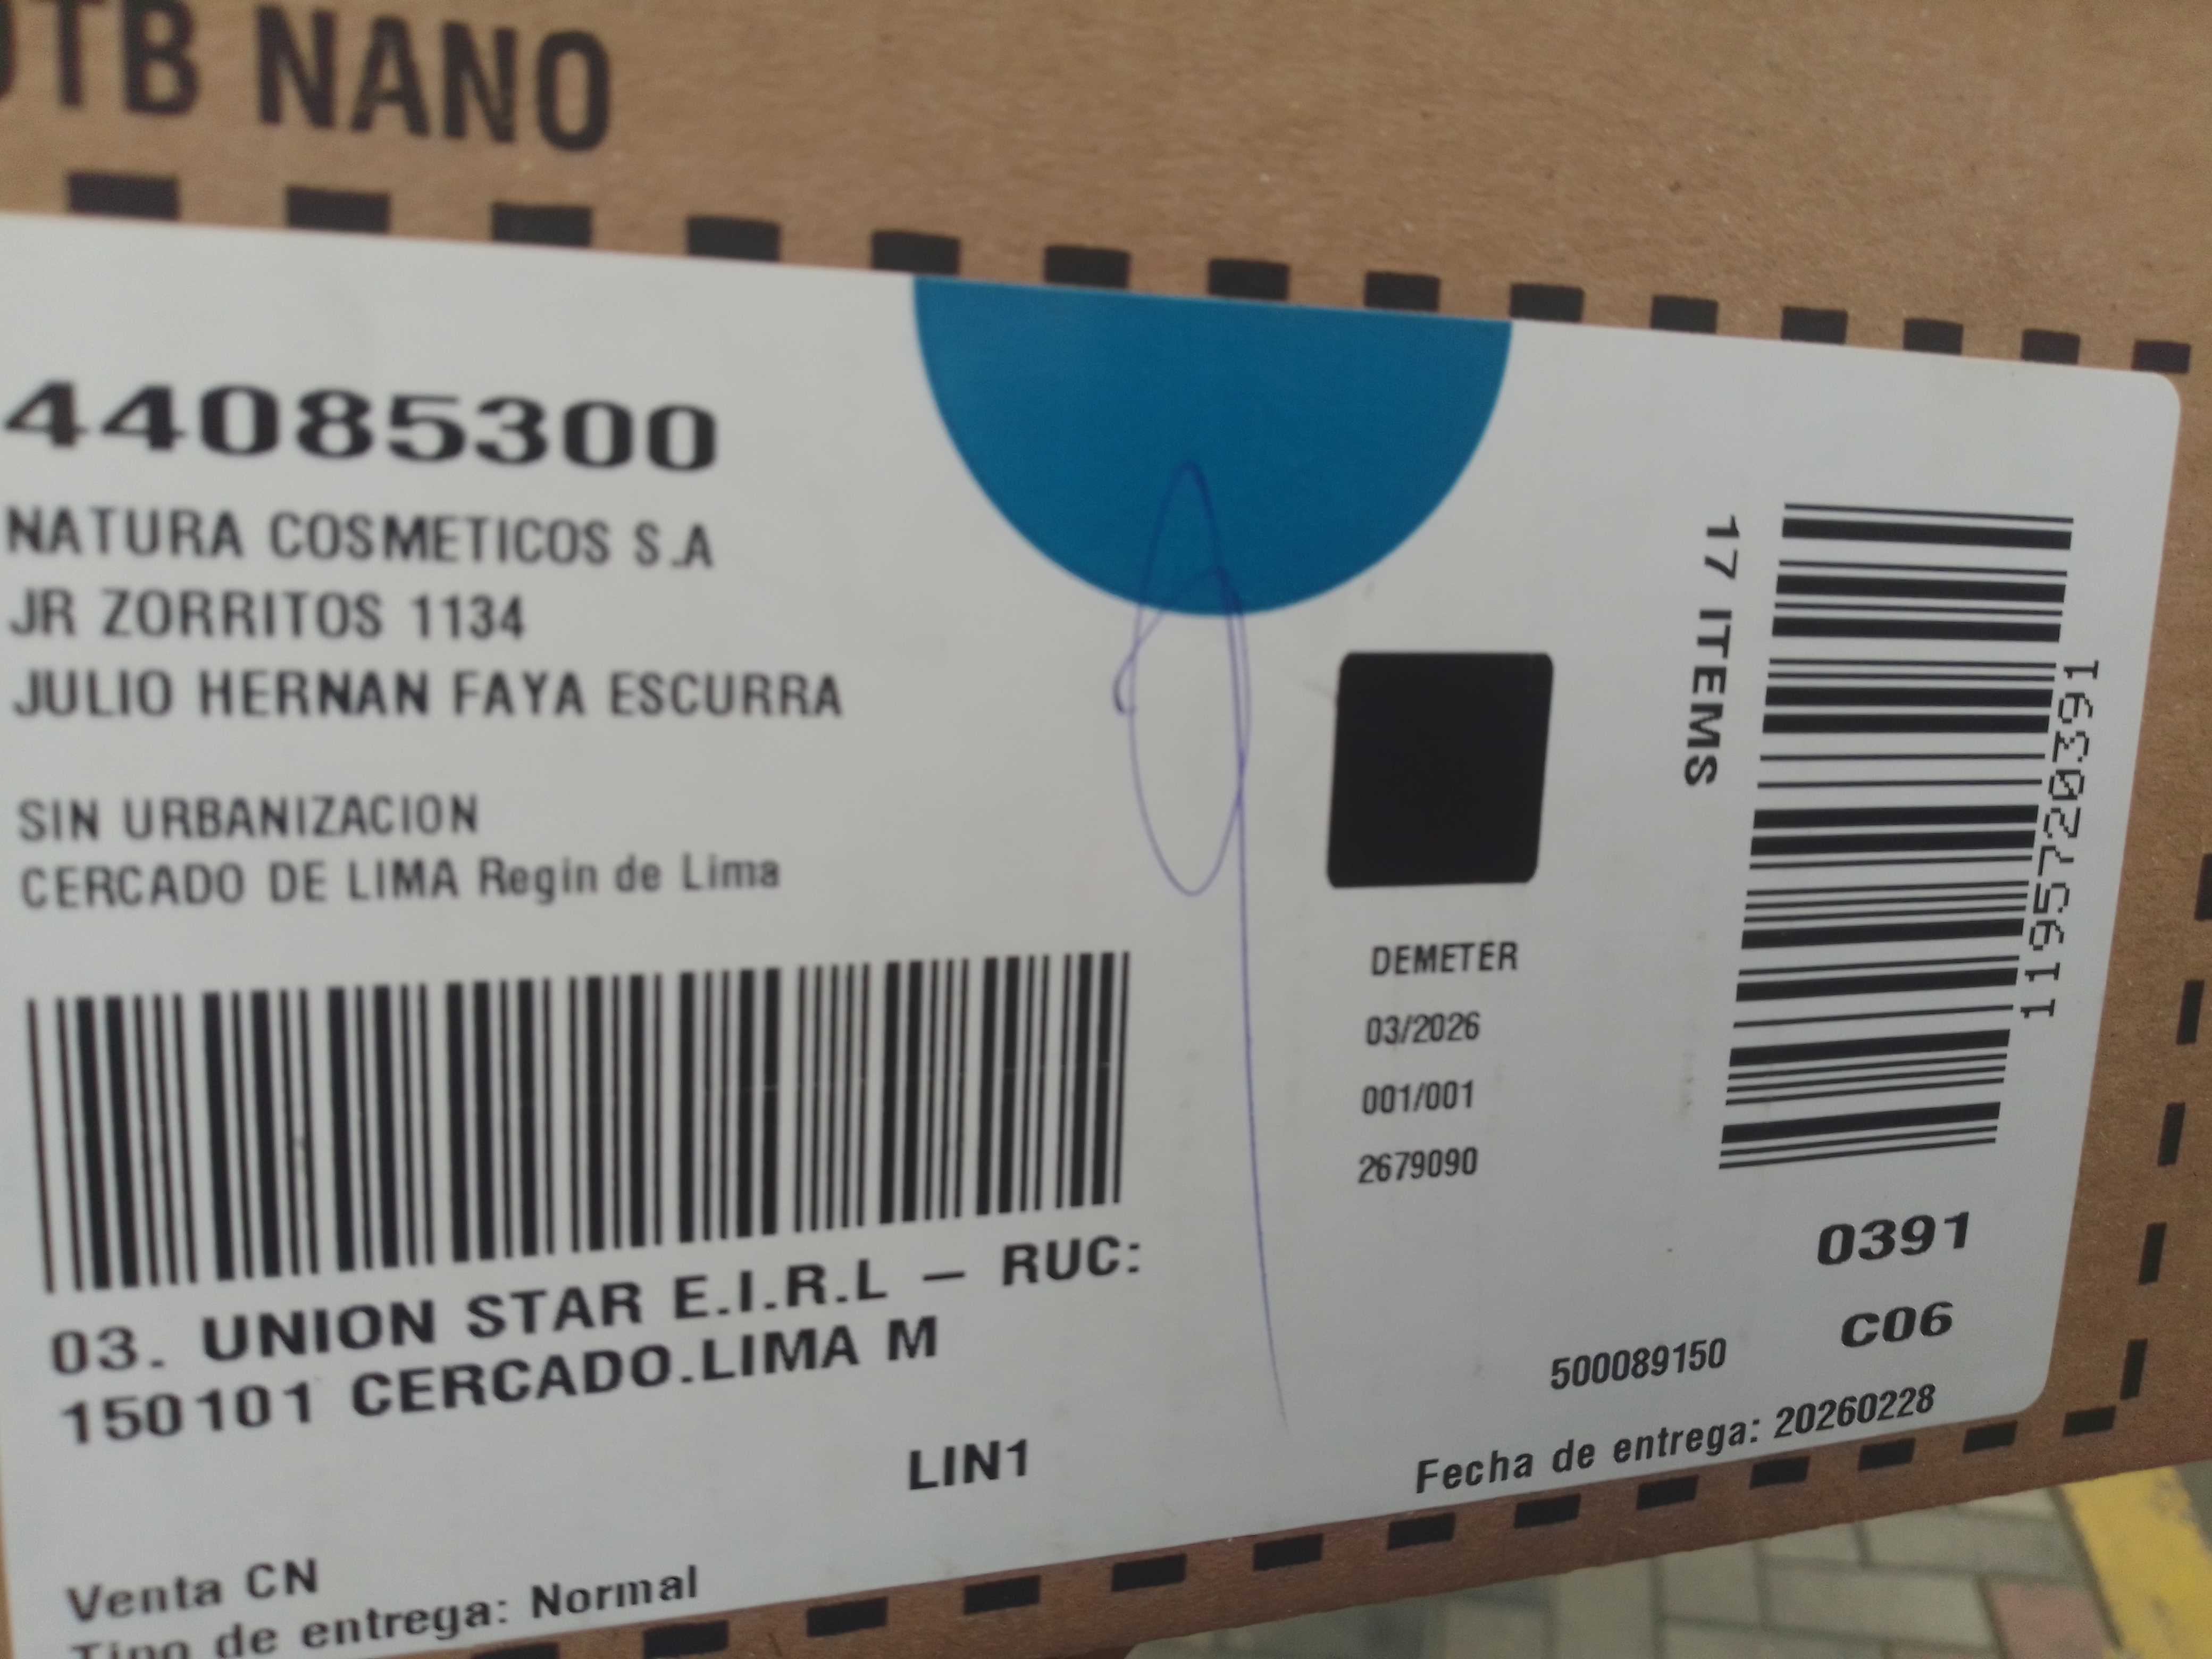 OTB NANO
44085300
NATURA COSMETICOS S.A
JR ZORRITOS 1134
JULIO HERNAN FAYA ESCURRA
SIN URBANIZACION
CERCADO DE LIMA Regin de Lima
03. UNION STAR E.I.R.L – RUC:
150101 CERCADO.LIMA M
LIN1
Venta CN
Tipo de entrega: Normal
DEMETER
03/2026
001/001
2679090
17 ITEMS
1195720391
0391
C06
500089150
Fecha de entrega: 20260228